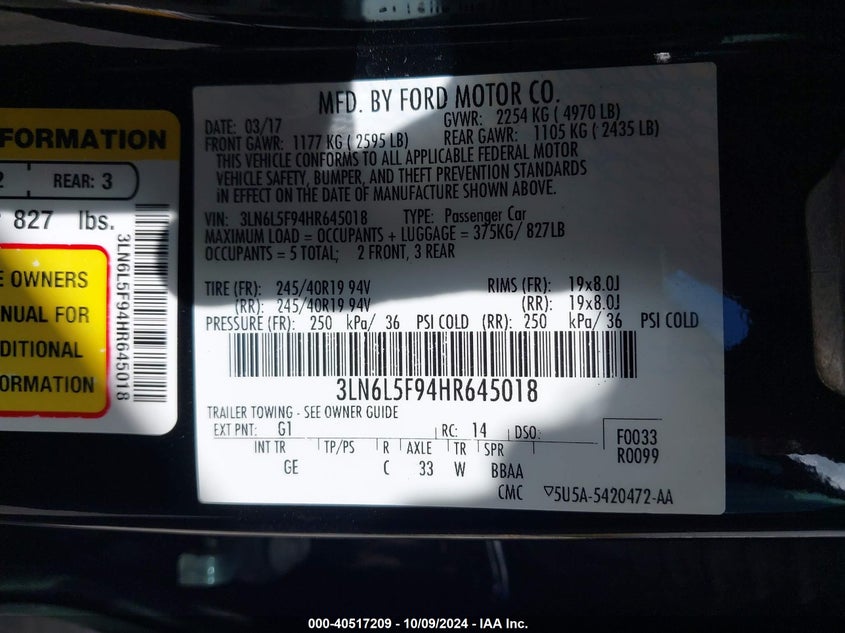 FORMATION
2 REAR: 3
827 lbs.
E OWNERS
NUAL FOR
DITIONAL
FORMATION
3LN6L5F94HR645018
MFD. BY FORD MOTOR CO.
DATE: 03/17 GVWR: 2254 KG ( 4970 LB)
FRONT GAWR: 1177 KG ( 2595 LB) REAR GAWR: 1105 KG ( 2435 LB)
THIS VEHICLE CONFORMS TO ALL APPLICABLE FEDERAL MOTOR
VEHICLE SAFETY, BUMPER, AND THEFT PREVENTION STANDARDS
IN EFFECT ON THE DATE OF MANUFACTURE SHOWN ABOVE.
VIN: 3LN6L5F94HR645018 TYPE: Passenger Car
MAXIMUM LOAD = OCCUPANTS + LUGGAGE = 375KG/ 827LB
OCCUPANTS = 5 TOTAL; 2 FRONT, 3 REAR
TIRE (FR): 245/40R19 94V RIMS (FR): 19x8.0J
(RR): 245/40R19 94V (RR): 19x8.0J
PRESSURE (FR): 250 kPa/ 36 PSI COLD (RR): 250 kPa/ 36 PSI COLD
3LN6L5F94HR645018
TRAILER TOWING - SEE OWNER GUIDE
EXT PNT: G1 RC: 14 DSO: F0033
INT TR TP/PS R AXLE TR SPR R0099
GE C 33 W BBAA
CMC ▽5U5A-5420472-AA
000-40517209 - 10/09/2024 - IAA Inc.